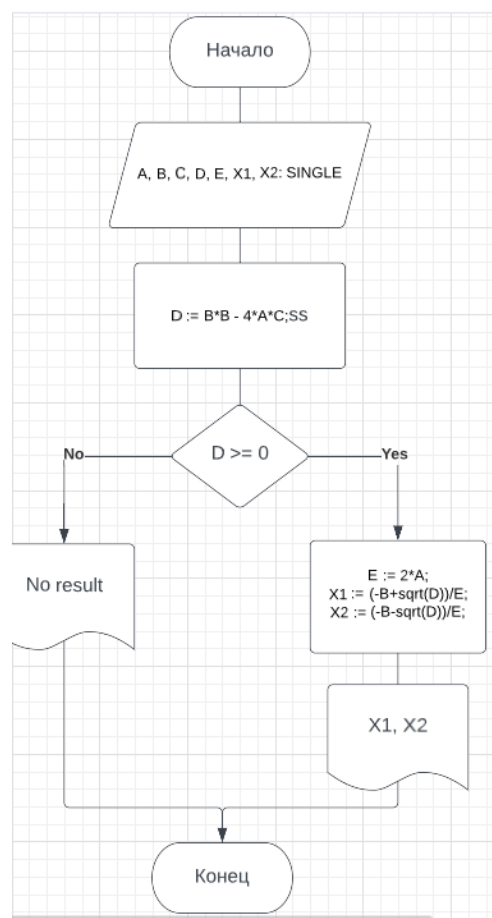 Начало
A, B, C, D, E, X1, X2: SINGLE
D := B*B - 4*A*C;SS
D >= 0
No
Yes
No result
E := 2*A;
X1 := (-B+sqrt(D))/E;
X2 := (-B-sqrt(D))/E;
X1, X2
Конец